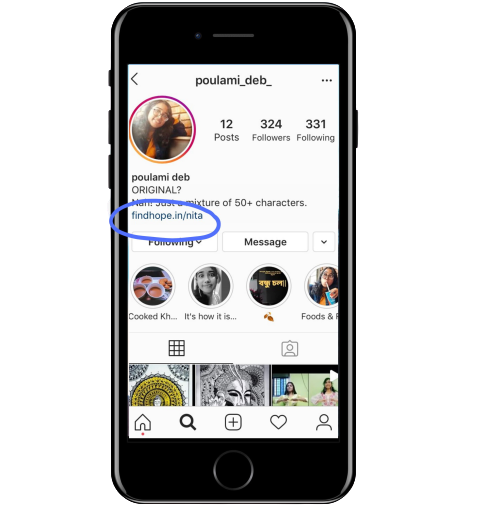 poulami_deb_
12 324 331
Posts Followers Following
poulami deb
ORIGINAL?
Nah! Just a mixture of 50+ characters.
findhope.in/nita
Following Message
বন্ধু চল||
Cooked Kh... It's how it is... Foods & F